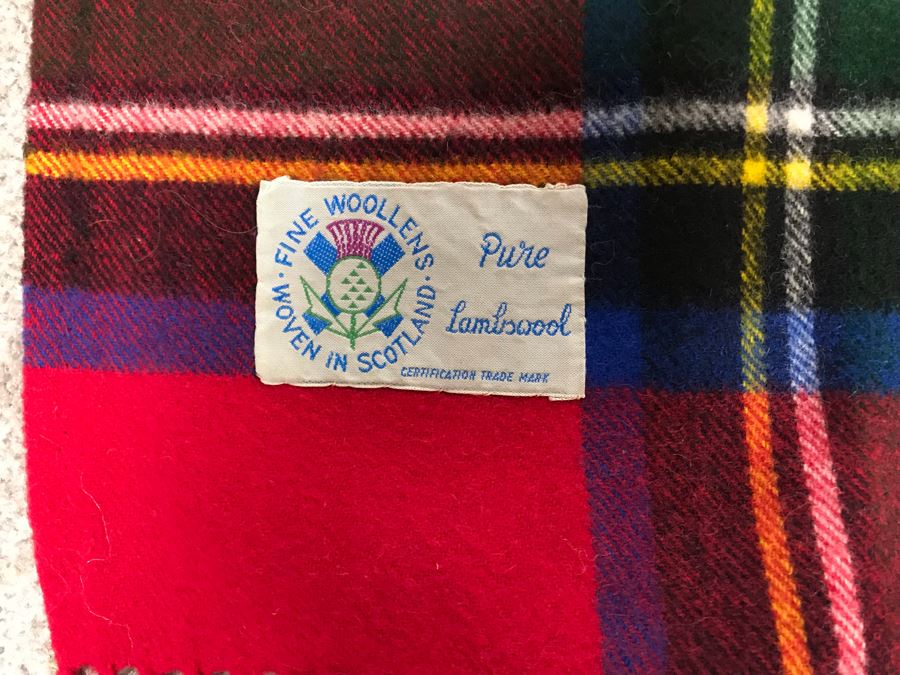 · FINE WOOLLENS ·
WOVEN IN SCOTLAND
Pure
Lambswool
CERTIFICATION TRADE MARK